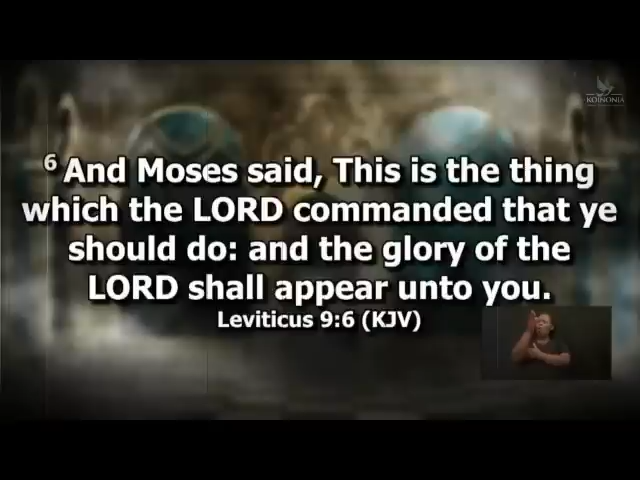 KOINONIA
6 And Moses said, This is the thing
which the LORD commanded that ye
should do: and the glory of the
LORD shall appear unto you.
Leviticus 9:6 (KJV)